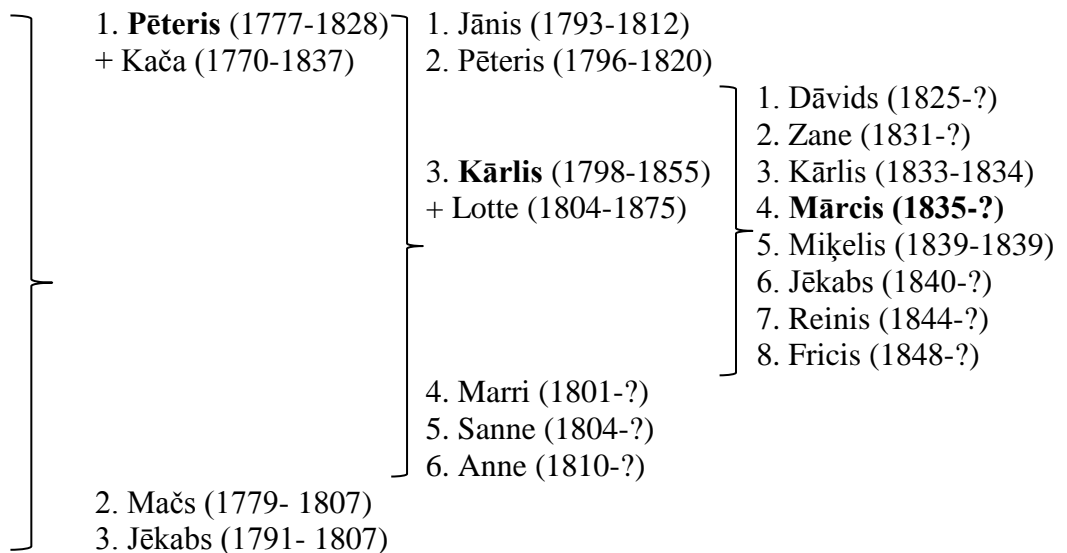 1. Pēteris (1777-1828)
+ Kača (1770-1837)
1. Jānis (1793-1812)
2. Pēteris (1796-1820)
3. Kārlis (1798-1855)
+ Lotte (1804-1875)
1. Dāvids (1825-?)
2. Zane (1831-?)
3. Kārlis (1833-1834)
4. Mārcis (1835-?)
5. Miķelis (1839-1839)
6. Jēkabs (1840-?)
7. Reinis (1844-?)
8. Fricis (1848-?)
4. Marri (1801-?)
5. Sanne (1804-?)
6. Anne (1810-?)
2. Mačs (1779- 1807)
3. Jēkabs (1791- 1807)